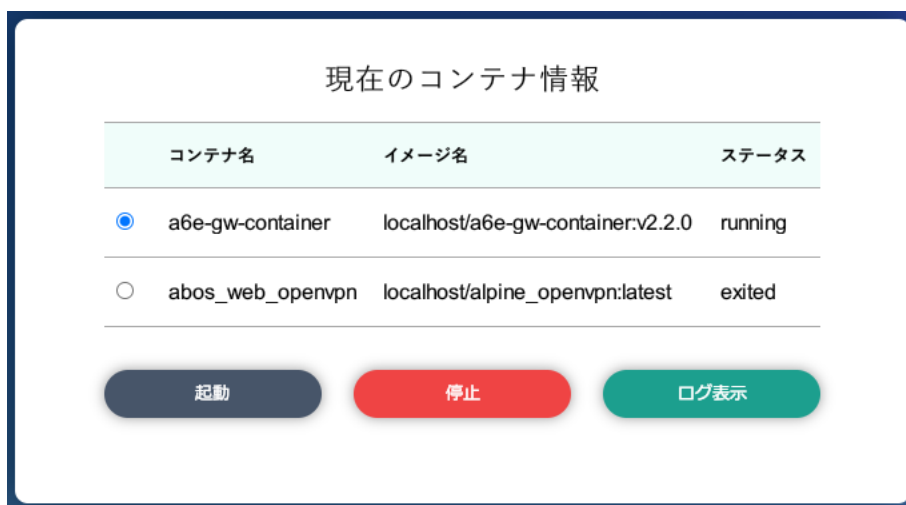 現在のコンテナ情報
コンテナ名 イメージ名 ステータス
a6e-gw-container localhost/a6e-gw-container:v2.2.0 running
abos_web_openvpn localhost/alpine_openvpn:latest exited
起動 停止 ログ表示